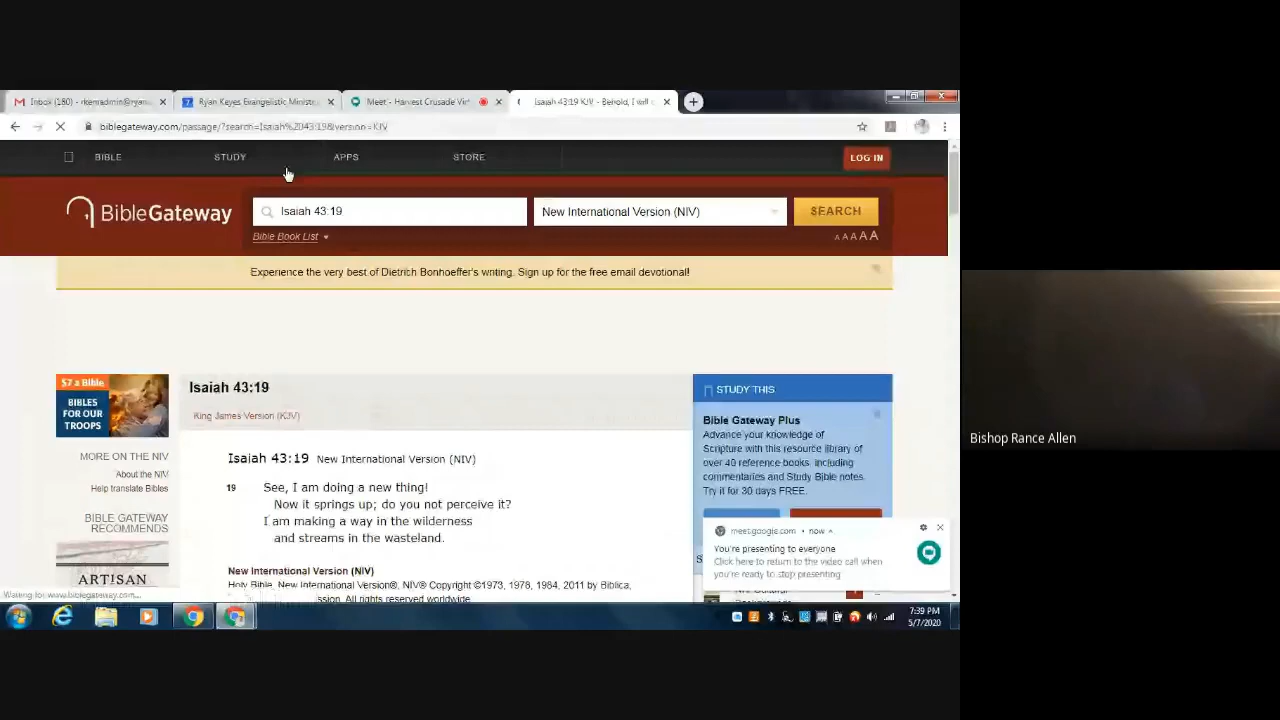 Inbox (180) - rkemadmin@ryan
Ryan Keyes Evangelistic Ministri
Meet - Harvest Crusade Virt
Isaiah 43:19 KJV - Behold, I will c
biblegateway.com/passage/?search=Isaiah%2043:19&version=KJV
BIBLE STUDY APPS STORE LOG IN
BibleGateway
Isaiah 43:19
New International Version (NIV)
SEARCH
Bible Book List
A A A A A
Experience the very best of Dietrich Bonhoeffer's writing. Sign up for the free email devotional!
$7 a Bible
BIBLES
FOR OUR
TROOPS
MORE ON THE NIV
About the NIV
Help translate Bibles
BIBLE GATEWAY
RECOMMENDS
ARTISAN
Isaiah 43:19
King James Version (KJV)
Isaiah 43:19 New International Version (NIV)
19 See, I am doing a new thing!
Now it springs up; do you not perceive it?
I am making a way in the wilderness
and streams in the wasteland.
New International Version (NIV)
Holy Bible, New International Version®, NIV® Copyright ©1973, 1978, 1984, 2011 by Biblica,
All rights reserved worldwide.
STUDY THIS
Bible Gateway Plus
Advance your knowledge of
Scripture with this resource library of
over 40 reference books, including
commentaries and Study Bible notes.
Try it for 30 days FREE.
meet.google.com • now
You're presenting to everyone
Click here to return to the video call when
you're ready to stop presenting
Waiting for www.biblegateway.com...
7:39 PM
5/7/2020
Bishop Rance Allen